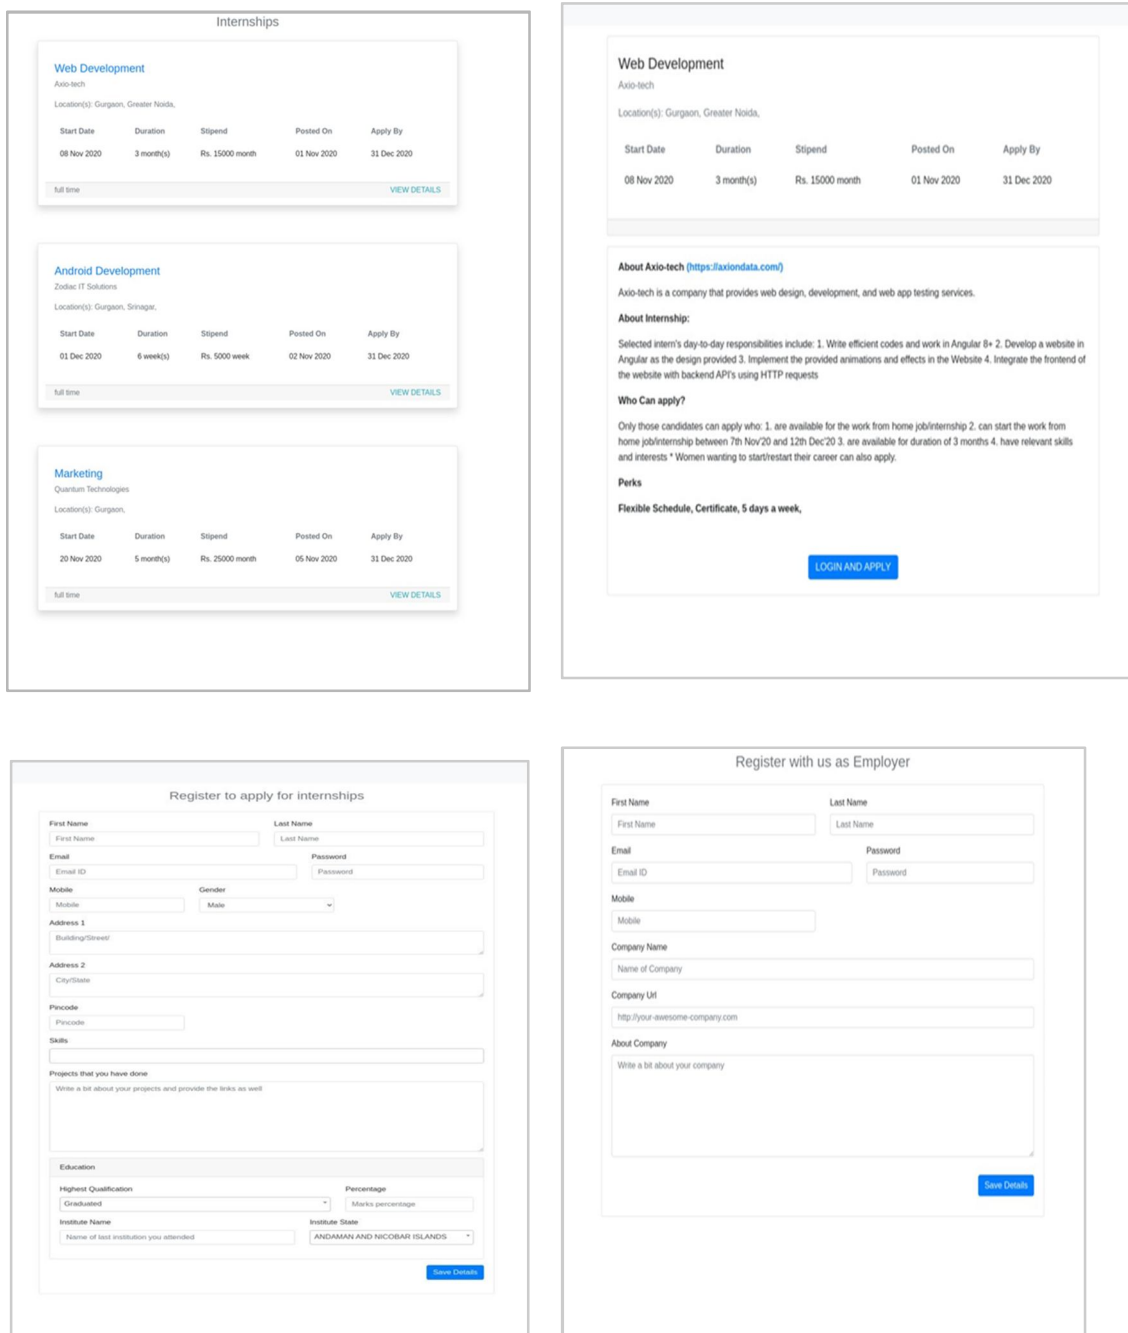 Internships
Web Development
Axio-tech
Location(s): Gurgaon, Greater Noida,
Start Date Duration Stipend Posted On Apply By
08 Nov 2020 3 month(s) Rs. 15000 month 01 Nov 2020 31 Dec 2020
full time VIEW DETAILS
Android Development
Zodiac IT Solutions
Location(s): Gurgaon, Srinagar,
Start Date Duration Stipend Posted On Apply By
01 Dec 2020 6 week(s) Rs. 5000 week 02 Nov 2020 31 Dec 2020
full time VIEW DETAILS
Marketing
Quantum Technologies
Location(s): Gurgaon,
Start Date Duration Stipend Posted On Apply By
20 Nov 2020 5 month(s) Rs. 25000 month 05 Nov 2020 31 Dec 2020
full time VIEW DETAILS
Web Development
Axio-tech
Location(s): Gurgaon, Greater Noida,
Start Date Duration Stipend Posted On Apply By
08 Nov 2020 3 month(s) Rs. 15000 month 01 Nov 2020 31 Dec 2020
About Axio-tech (https://axiondata.com/)
Axio-tech is a company that provides web design, development, and web app testing services.
About Internship:
Selected intern's day-to-day responsibilities include: 1. Write efficient codes and work in Angular 8+ 2. Develop a website in
Angular as the design provided 3. Implement the provided animations and effects in the Website 4. Integrate the frontend of
the website with backend API's using HTTP requests
Who Can apply?
Only those candidates can apply who: 1. are available for the work from home job/internship 2. can start the work from
home job/internship between 7th Nov'20 and 12th Dec'20 3. are available for duration of 3 months 4. have relevant skills
and interests * Women wanting to start/restart their career can also apply.
Perks
Flexible Schedule, Certificate, 5 days a week,
LOGIN AND APPLY
Register to apply for internships
First Name Last Name
First Name Last Name
Email Password
Email ID Password
Mobile Gender
Mobile Male
Address 1
Building/Street/
Address 2
City/State
Pincode
Pincode
Skills
Projects that you have done
Write a bit about your projects and provide the links as well
Education
Highest Qualification Percentage
Graduated Marks percentage
Institute Name Institute State
Name of last institution you attended ANDAMAN AND NICOBAR ISLANDS
Save Details
Register with us as Employer
First Name Last Name
First Name Last Name
Email Password
Email ID Password
Mobile
Mobile
Company Name
Name of Company
Company Url
http://your-awesome-company.com
About Company
Write a bit about your company
Save Details